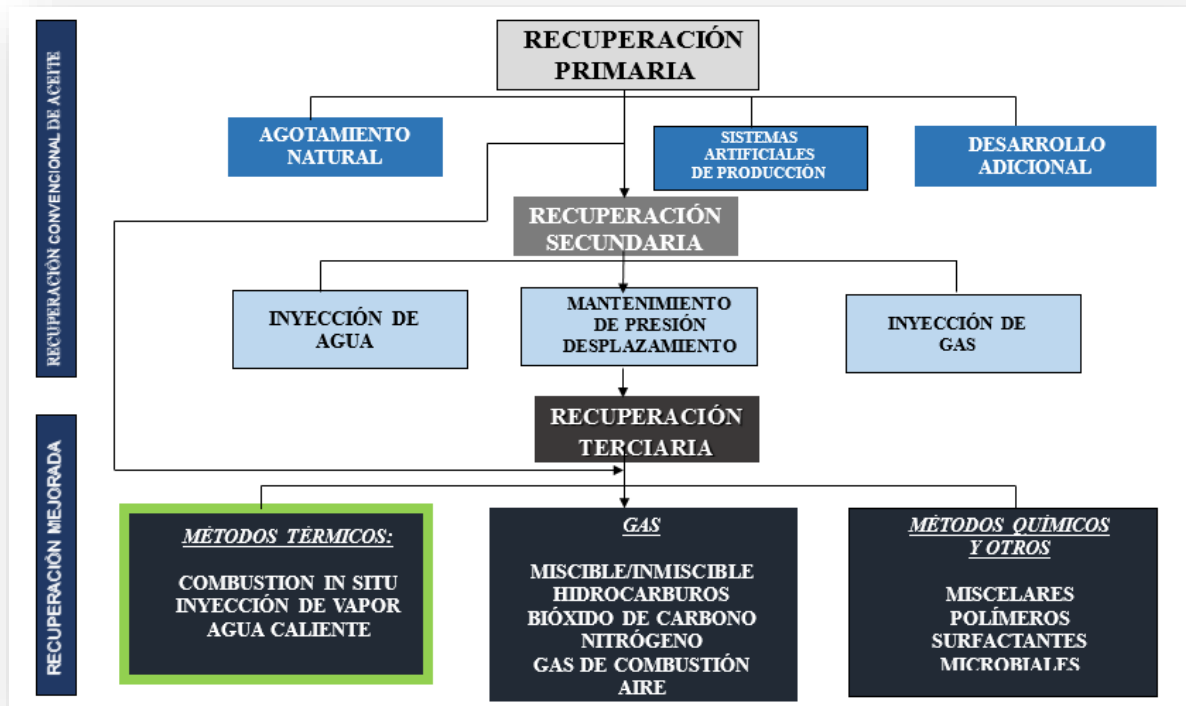 RECUPERACIÓN CONVENCIONAL DE ACEITE
RECUPERACIÓN
PRIMARIA
AGOTAMIENTO
NATURAL
SISTEMAS
ARTIFICIALES
DE PRODUCCIÓN
DESARROLLO
ADICIONAL
RECUPERACIÓN
SECUNDARIA
INYECCIÓN DE
AGUA
MANTENIMIENTO
DE PRESIÓN
DESPLAZAMIENTO
INYECCIÓN DE
GAS
RECUPERACIÓN MEJORADA
RECUPERACIÓN
TERCIARIA
MÉTODOS TÉRMICOS:
COMBUSTION IN SITU
INYECCIÓN DE VAPOR
AGUA CALIENTE
GAS
MISCIBLE/INMISCIBLE
HIDROCARBUROS
BIÓXIDO DE CARBONO
NITRÓGENO
GAS DE COMBUSTIÓN
AIRE
MÉTODOS QUÍMICOS
Y OTROS
MISCELARES
POLÍMEROS
SURFACTANTES
MICROBIALES